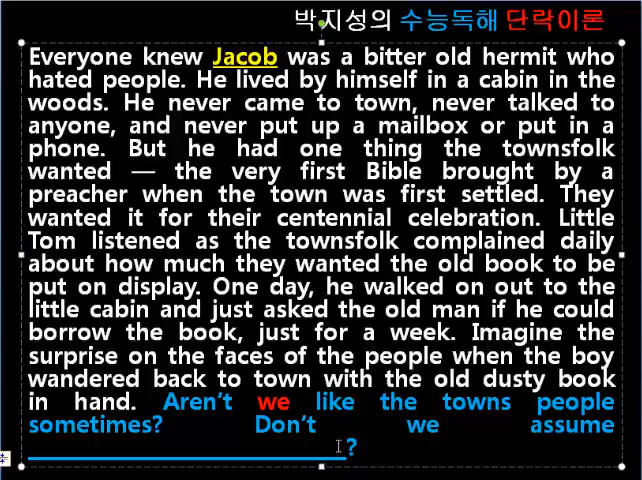 박지성의 수능독해 단락이론
Everyone knew Jacob was a bitter old hermit who
hated people. He lived by himself in a cabin in the
woods. He never came to town, never talked to
anyone, and never put up a mailbox or put in a
phone. But he had one thing the townsfolk
wanted — the very first Bible brought by a
preacher when the town was first settled. They
wanted it for their centennial celebration. Little
Tom listened as the townsfolk complained daily
about how much they wanted the old book to be
put on display. One day, he walked on out to the
little cabin and just asked the old man if he could
borrow the book, just for a week. Imagine the
surprise on the faces of the people when the boy
wandered back to town with the old dusty book
in hand. Aren't we like the towns people
sometimes? Don't we assume
____________________?